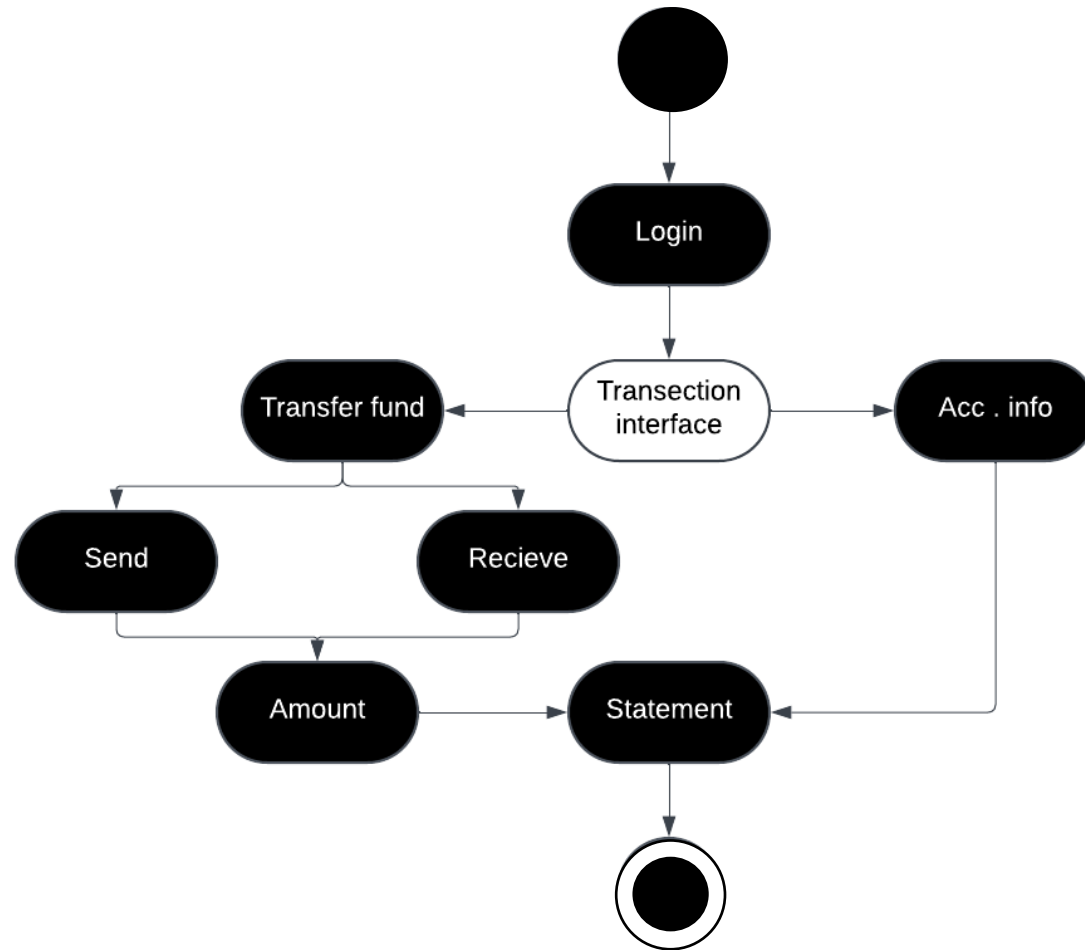 Login
Transfer fund
Transection
interface
Acc . info
Send
Recieve
Amount
Statement